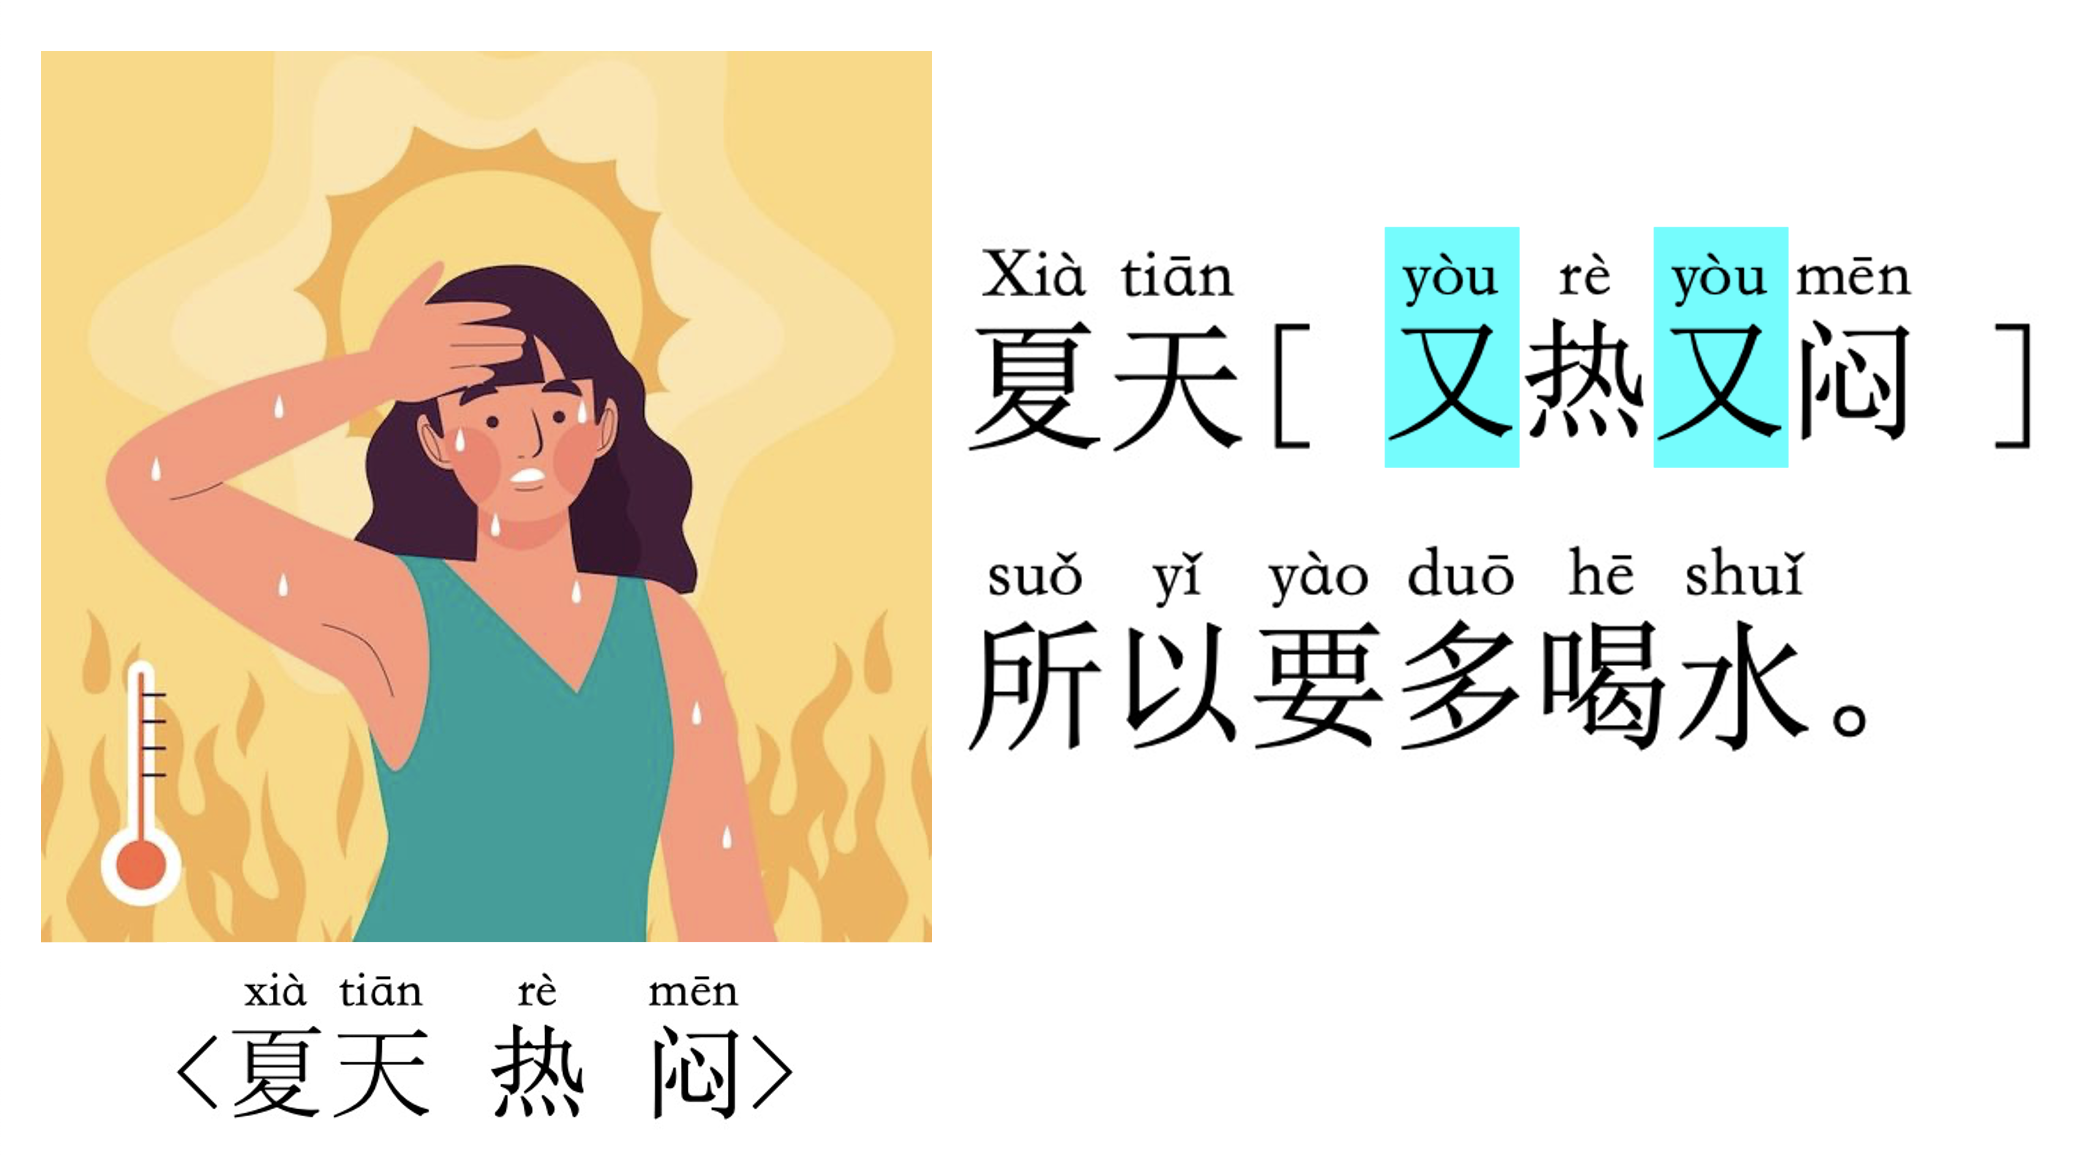 Xià tiān yòu rè yòu mēn
夏天[ 又热又闷 ]
suǒ yǐ yào duō hē shuǐ
所以要多喝水。
xià tiān rè mēn
<夏天 热 闷>